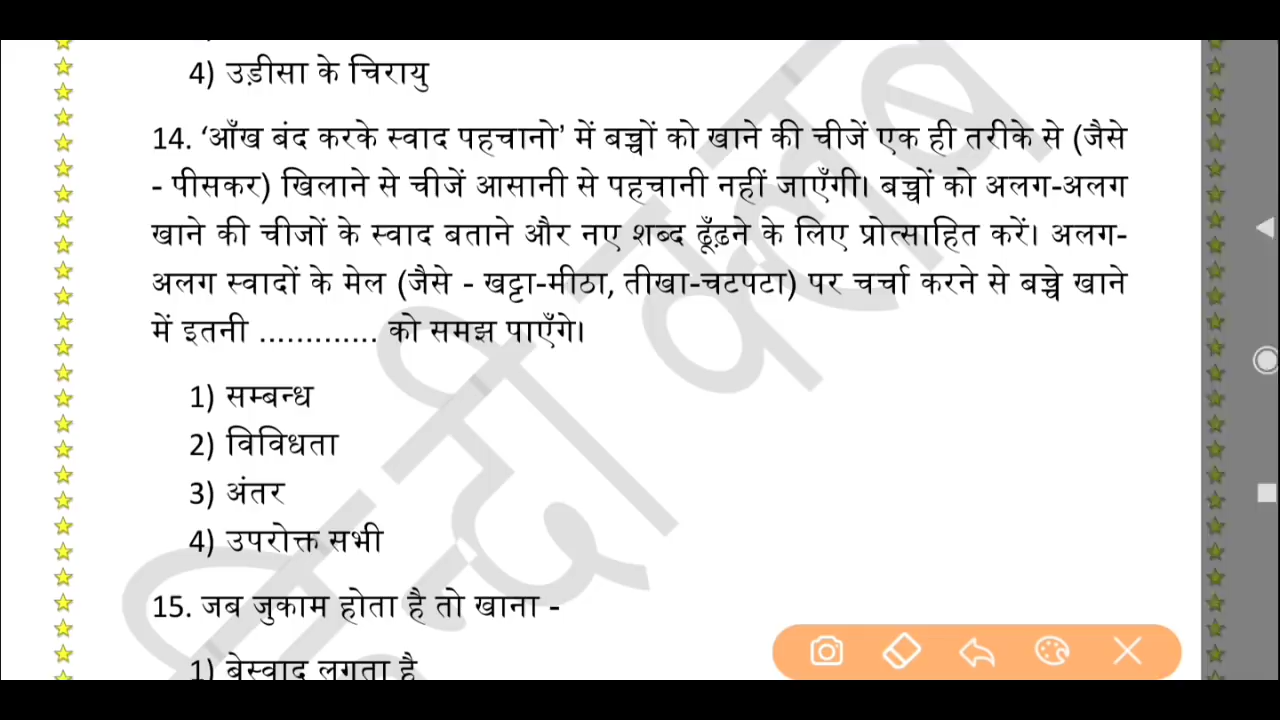 4) उड़ीसा के चिरायु
14. ‘आँख बंद करके स्वाद पहचानो’ में बच्चों को खाने की चीजें एक ही तरीके से (जैसे
- पीसकर) खिलाने से चीजें आसानी से पहचानी नहीं जाएँगी। बच्चों को अलग-अलग
खाने की चीजों के स्वाद बताने और नए शब्द ढूँढ़ने के लिए प्रोत्साहित करें। अलग-
अलग स्वादों के मेल (जैसे - खट्टा-मीठा, तीखा-चटपटा) पर चर्चा करने से बच्चे खाने
में इतनी ............. को समझ पाएँगे।
1) सम्बन्ध
2) विविधता
3) अंतर
4) उपरोक्त सभी
15. जब जुकाम होता है तो खाना -
1) बेस्वाद लगता है
हिन्दी क्लब